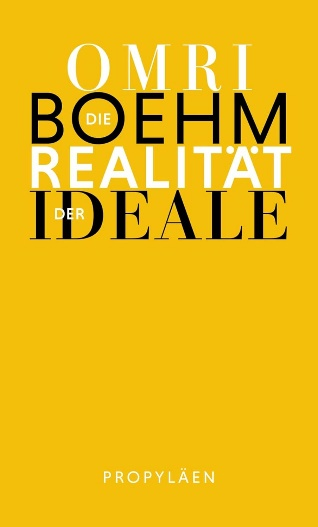 OMRI
BOEHM
DIE
REALITÄT
DER
IDEALE
PROPYLÄEN